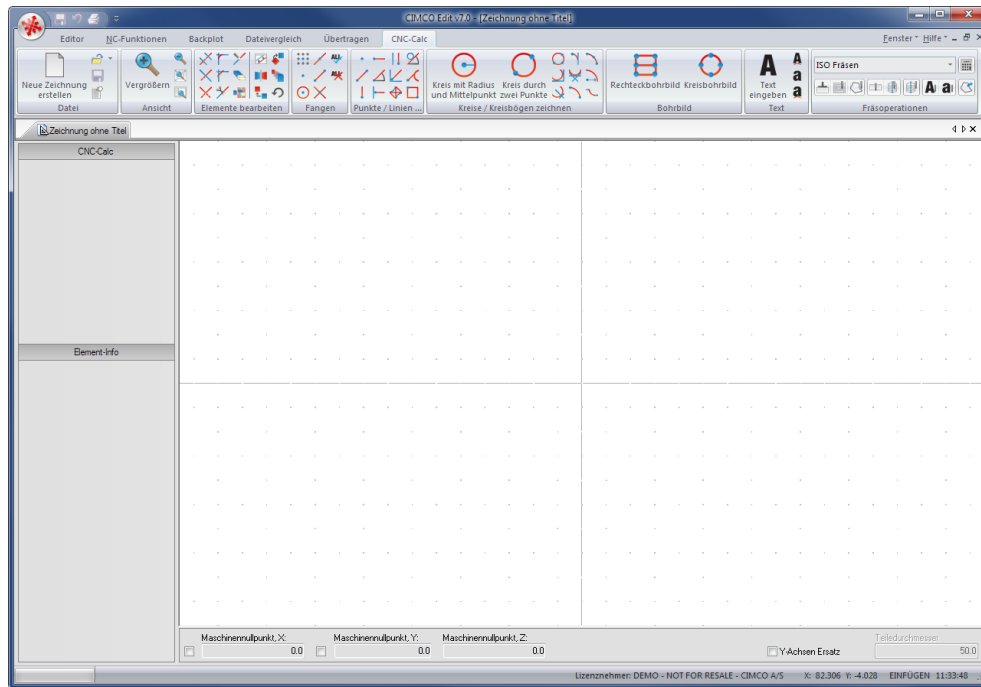 CIMCO Edit v7.0 - [Zeichnung ohne Titel]
Editor NC-Funktionen Backplot Dateivergleich Übertragen CNC-Calc Fenster Hilfe
Neue Zeichnung erstellen
Vergrößern
Kreis mit Radius und Mittelpunkt
Kreis durch zwei Punkte
Rechteckbohrbild Kreisbohrbild
Text eingeben
ISO Fräsen
Datei Ansicht Elemente bearbeiten Fangen Punkte / Linien ... Kreise / Kreisbögen zeichnen Bohrbild Text Fräsoperationen
Zeichnung ohne Titel
CNC-Calc
Element-Info
Maschinennullpunkt, X: Maschinennullpunkt, Y: Maschinennullpunkt, Z: Teiledurchmesser
0.0 0.0 0.0 Y-Achsen Ersatz 50.0
Lizenznehmer: DEMO - NOT FOR RESALE - CIMCO A/S X: 82.306 Y: -4.028 EINFÜGEN 11:33:48